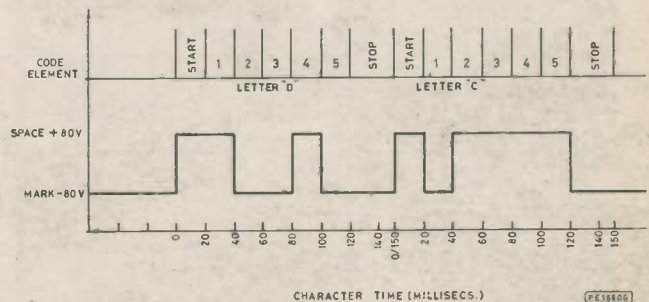 CODE ELEMENT
START 1 2 3 4 5 STOP START 1 2 3 4 5 STOP
LETTER "D" LETTER "C"
SPACE +80V
MARK -80V
0 20 40 60 80 100 120 140 0/150 20 40 60 80 100 120 140 150
CHARACTER TIME (MILLISECS.)
PE1680G